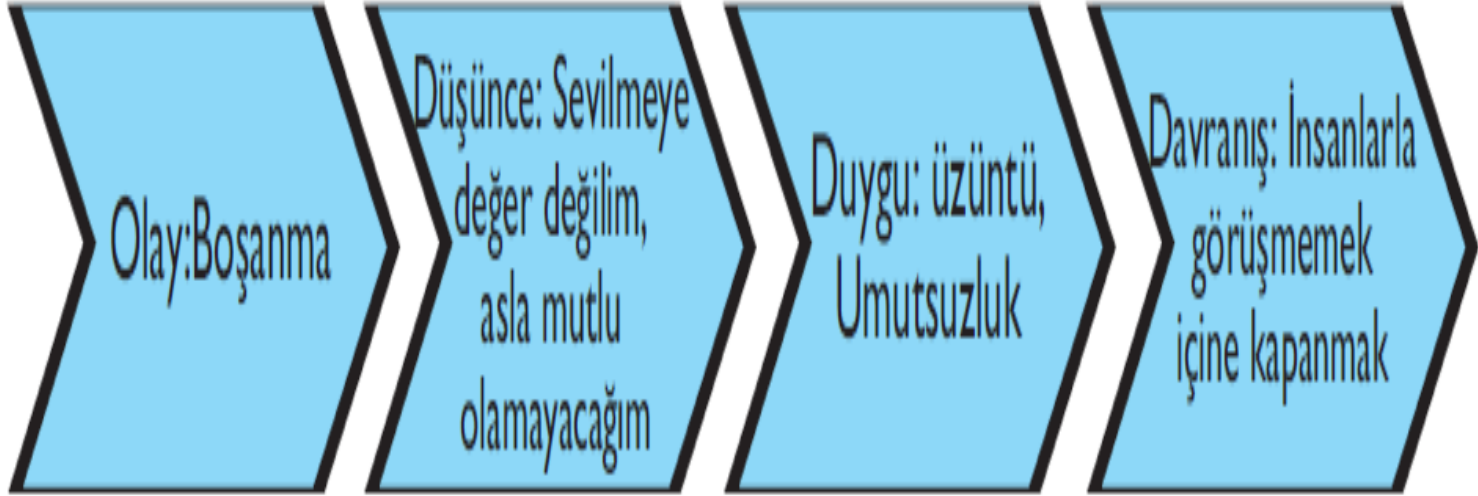 Olay:Boşanma
Düşünce: Sevilmeye
değer değilim,
asla mutlu
olamayacağım
Duygu: üzüntü,
Umutsuzluk
Davranış: İnsanlarla
görüşmemek
içine kapanmak